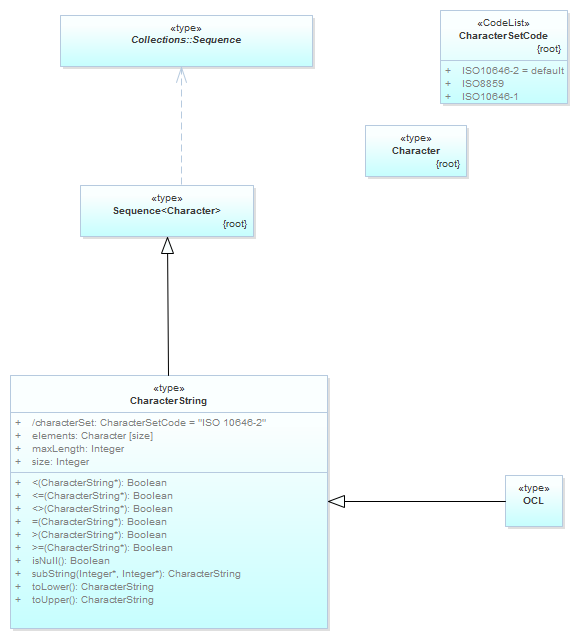 «type»
Collections::Sequence
«CodeList»
CharacterSetCode
{root}
+ ISO10646-2 = default
+ ISO8859
+ ISO10646-1
«type»
Character
{root}
«type»
Sequence<Character>
{root}
«type»
CharacterString
+ /characterSet: CharacterSetCode = "ISO 10646-2"
+ elements: Character [size]
+ maxLength: Integer
+ size: Integer
+ <(CharacterString*): Boolean
+ <=(CharacterString*): Boolean
+ <>(CharacterString*): Boolean
+ =(CharacterString*): Boolean
+ >(CharacterString*): Boolean
+ >=(CharacterString*): Boolean
+ isNull(): Boolean
+ subString(Integer*, Integer*): CharacterString
+ toLower(): CharacterString
+ toUpper(): CharacterString
«type»
OCL